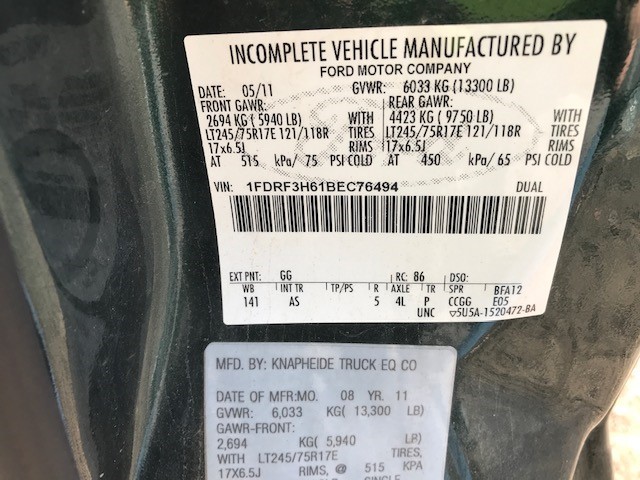 INCOMPLETE VEHICLE MANUFACTURED BY
FORD MOTOR COMPANY
DATE: 05/11 GVWR: 6033 KG (13300 LB)
FRONT GAWR: REAR GAWR:
2694 KG ( 5940 LB) WITH 4423 KG ( 9750 LB) WITH
LT245/75R17E 121/118R TIRES LT245/75R17E 121/118R TIRES
17x6.5J RIMS 17x6.5J RIMS
AT 515 kPa/ 75 PSI COLD AT 450 kPa/ 65 PSI COLD
VIN: 1FDRF3H61BEC76494 DUAL
EXT PNT: GG RC: 86 DSO:
WB INT TR TP/PS R AXLE TR SPR BFA12
141 AS 5 4L P CCGG E05
UNC ▽5U5A-1520472-BA
MFD. BY: KNAPHEIDE TRUCK EQ CO
DATE OF MFR:MO. 08 YR. 11
GVWR: 6,033 KG( 13,300 LB)
GAWR-FRONT:
2,694 KG( 5,940 LB)
WITH LT245/75R17E TIRES,
17X6.5J RIMS, @ 515 KPA
SINGLE